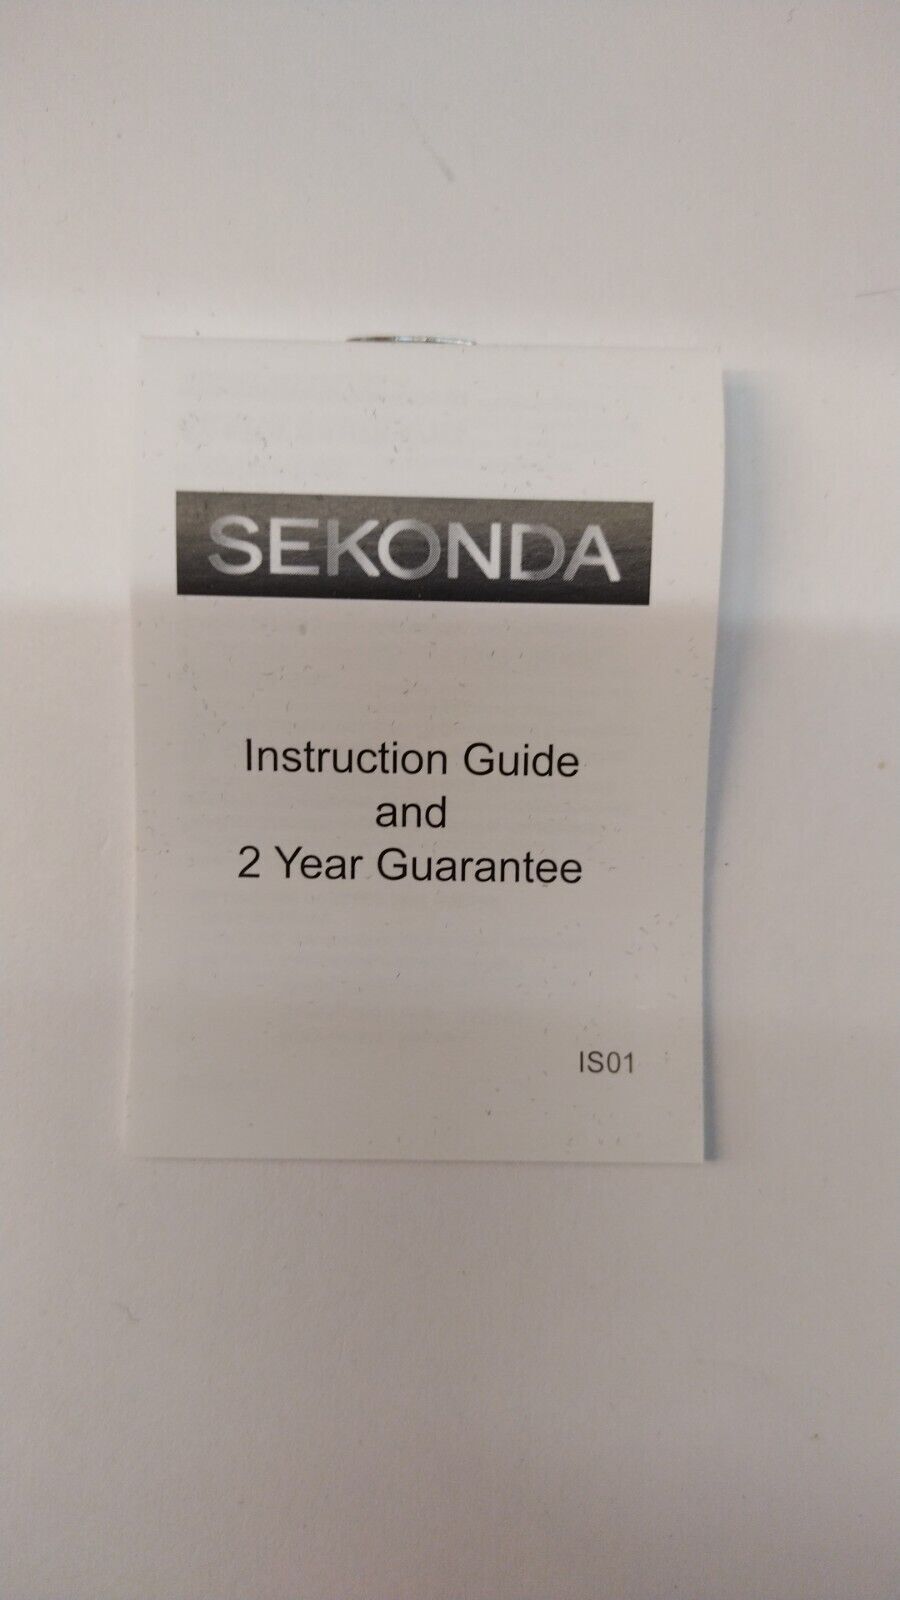 SEKONDA
Instruction Guide
and
2 Year Guarantee
IS01